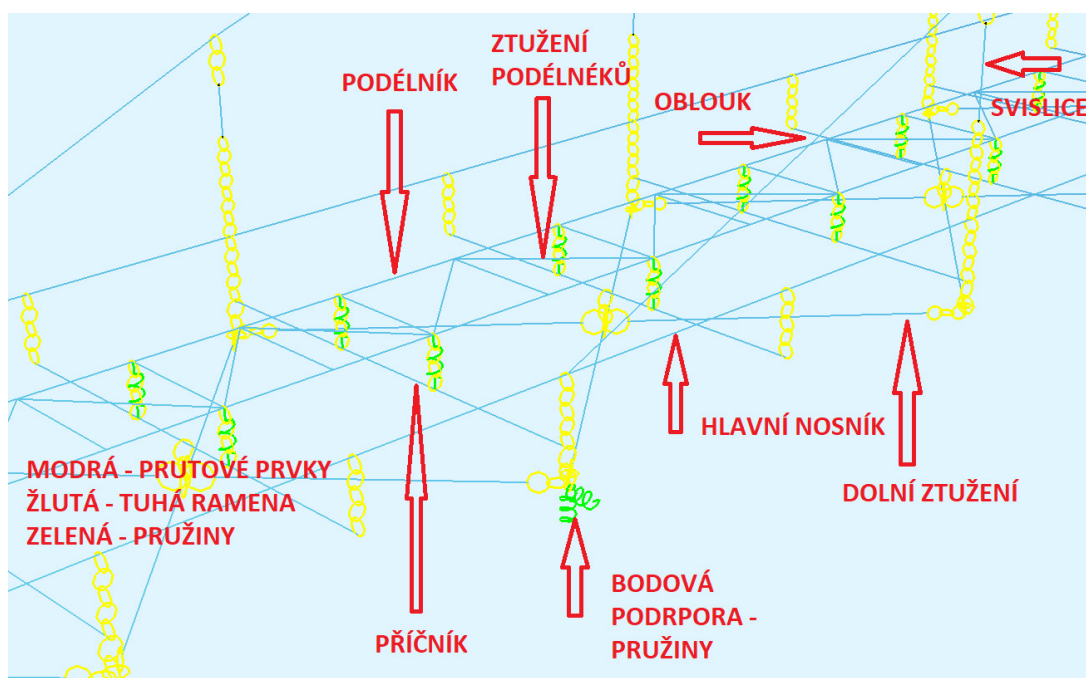 ZTUŽENÍ
PODÉLNÉKŮ
PODÉLNÍK
OBLOUK
SVISLICE
HLAVNÍ NOSNÍK
MODRÁ - PRUTOVÉ PRVKY
ŽLUTÁ - TUHÁ RAMENA
ZELENÁ - PRUŽINY
DOLNÍ ZTUŽENÍ
BODOVÁ
PODRPORA -
PRUŽINY
PŘÍČNÍK